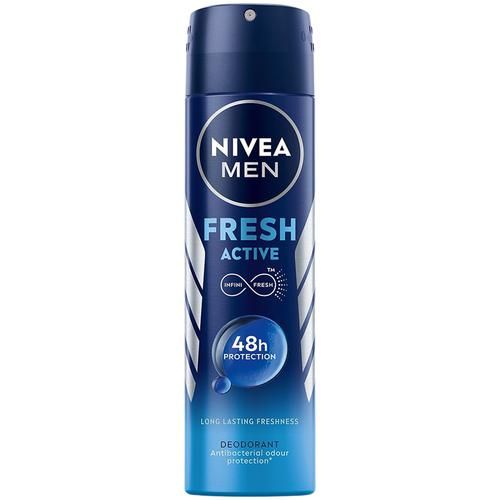 NIVEA
MEN
FRESH
ACTIVE
INFINI FRESH ™
48h
PROTECTION
LONG LASTING FRESHNESS
DEODORANT
Antibacterial odour
protection*